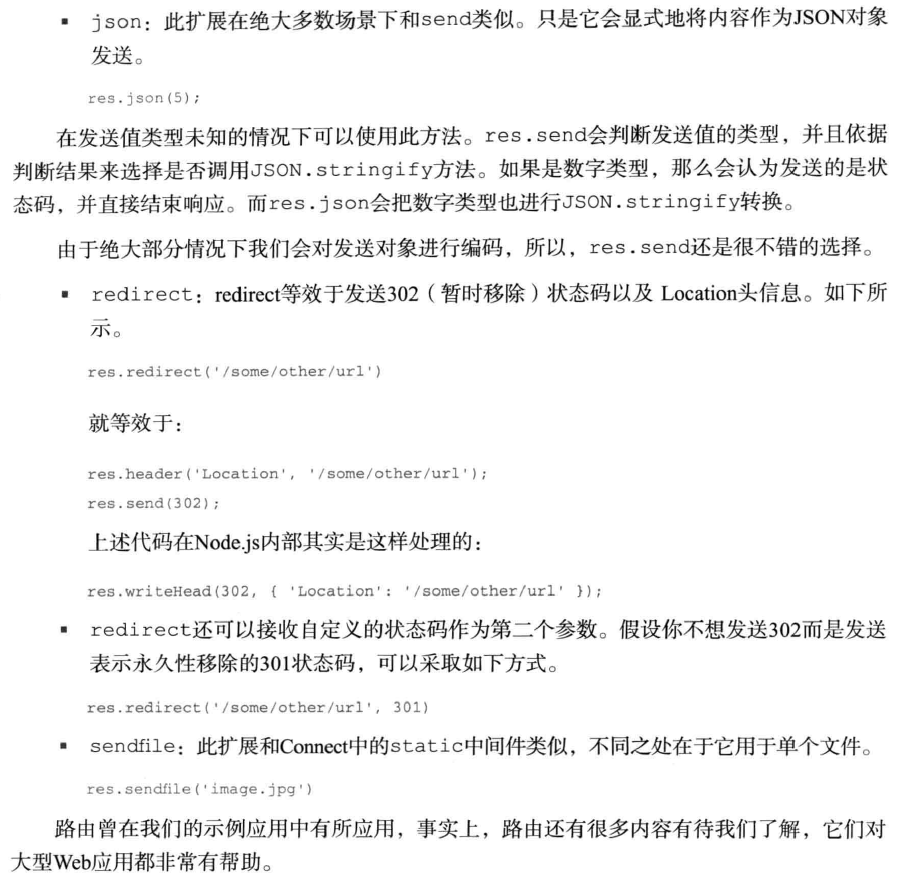 ▪ json：此扩展在绝大多数场景下和send类似。只是它会显式地将内容作为JSON对象
发送。
res.json(5);
在发送值类型未知的情况下可以使用此方法。res.send会判断发送值的类型，并且依据
判断结果来选择是否调用JSON.stringify方法。如果是数字类型，那么会认为发送的是状
态码，并直接结束响应。而res.json会把数字类型也进行JSON.stringify转换。
由于绝大部分情况下我们会对发送对象进行编码，所以，res.send还是很不错的选择。
▪ redirect：redirect等效于发送302（暂时移除）状态码以及 Location头信息。如下所
示。
res.redirect('/some/other/url')
就等效于：
res.header('Location', '/some/other/url');
res.send(302);
上述代码在Node.js内部其实是这样处理的：
res.writeHead(302, { 'Location': '/some/other/url' });
▪ redirect还可以接收自定义的状态码作为第二个参数。假设你不想发送302而是发送
表示永久性移除的301状态码，可以采取如下方式。
res.redirect('/some/other/url', 301)
▪ sendfile：此扩展和Connect中的static中间件类似，不同之处在于它用于单个文件。
res.sendfile('image.jpg')
路由曾在我们的示例应用中有所应用，事实上，路由还有很多内容有待我们了解，它们对
大型Web应用都非常有帮助。